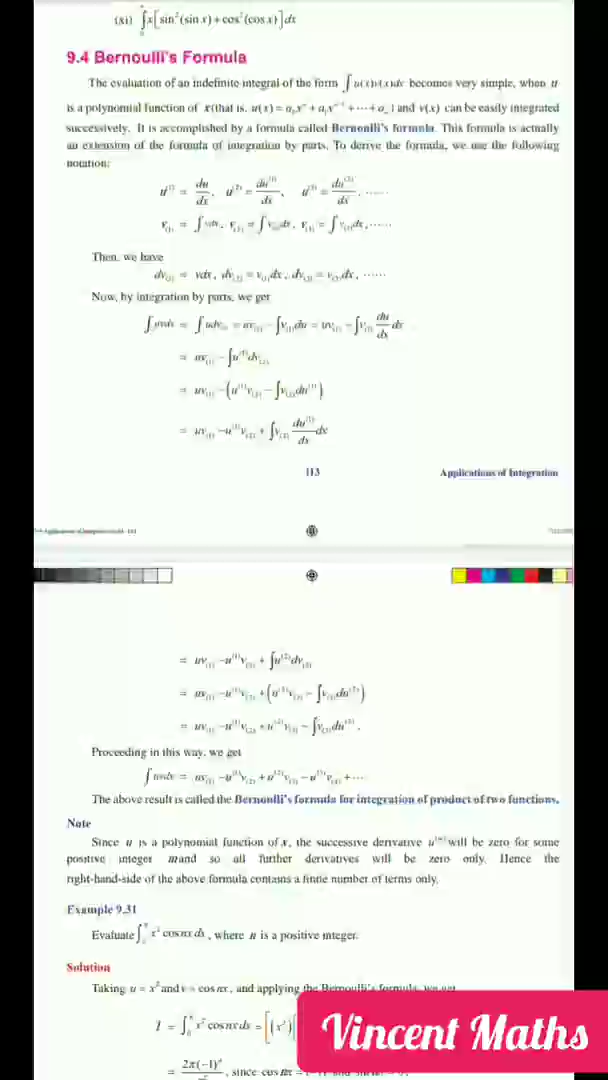 (xi) ∫₀^π x[sin²(sin x) + cos²(cos x)]dx
9.4 Bernoulli's Formula
The evaluation of an indefinite integral of the form ∫ u(x)v(x)dx becomes very simple, when u
is a polynomial function of x (that is, u(x) = a₀xⁿ + a₁xⁿ⁻¹ + ⋯ + aₙ) and v(x) can be easily integrated
successively. It is accomplished by a formula called Bernoulli's formula. This formula is actually
an extension of the formula of integration by parts. To derive the formula, we use the following
notation:
u⁽¹⁾ = du/dx, u⁽²⁾ = du⁽¹⁾/dx, u⁽³⁾ = du⁽²⁾/dx, ......
v₍₁₎ = ∫ vdx, v₍₂₎ = ∫ v₍₁₎dx, v₍₃₎ = ∫ v₍₂₎dx, ......
Then, we have
dv₍₁₎ = vdx, dv₍₂₎ = v₍₁₎dx, dv₍₃₎ = v₍₂₎dx, ......
Now, by integration by parts, we get
∫ uvdx = ∫ udv₍₁₎ = uv₍₁₎ − ∫ v₍₁₎du = uv₍₁₎ − ∫ v₍₁₎ du/dx dx
= uv₍₁₎ − ∫ u⁽¹⁾dv₍₂₎
= uv₍₁₎ − (u⁽¹⁾v₍₂₎ − ∫ v₍₂₎du⁽¹⁾)
= uv₍₁₎ − u⁽¹⁾v₍₂₎ + ∫ v₍₂₎ du⁽¹⁾/dx dx
113 Applications of Integration
= uv₍₁₎ − u⁽¹⁾v₍₂₎ + ∫ u⁽²⁾dv₍₃₎
= uv₍₁₎ − u⁽¹⁾v₍₂₎ + (u⁽²⁾v₍₃₎ − ∫ v₍₃₎du⁽²⁾)
= uv₍₁₎ − u⁽¹⁾v₍₂₎ + u⁽²⁾v₍₃₎ − ∫ v₍₃₎du⁽²⁾.
Proceeding in this way, we get
∫ uvdx = uv₍₁₎ − u⁽¹⁾v₍₂₎ + u⁽²⁾v₍₃₎ − u⁽³⁾v₍₄₎ + ⋯
The above result is called the Bernoulli's formula for integration of product of two functions.
Note
Since u is a polynomial function of x, the successive derivative u⁽ᵐ⁾ will be zero for some
positive integer m and so all further derivatives will be zero only. Hence the
right-hand-side of the above formula contains a finite number of terms only.
Example 9.31
Evaluate ∫₀^π x² cos nx dx, where n is a positive integer.
Solution
Taking u = x² and v = cos nx, and applying the Bernoulli's formula, we get
I = ∫₀^π x² cos nx dx = [(x²)(
Vincent Maths
= 2π(−1)ⁿ/n², since cos nπ =